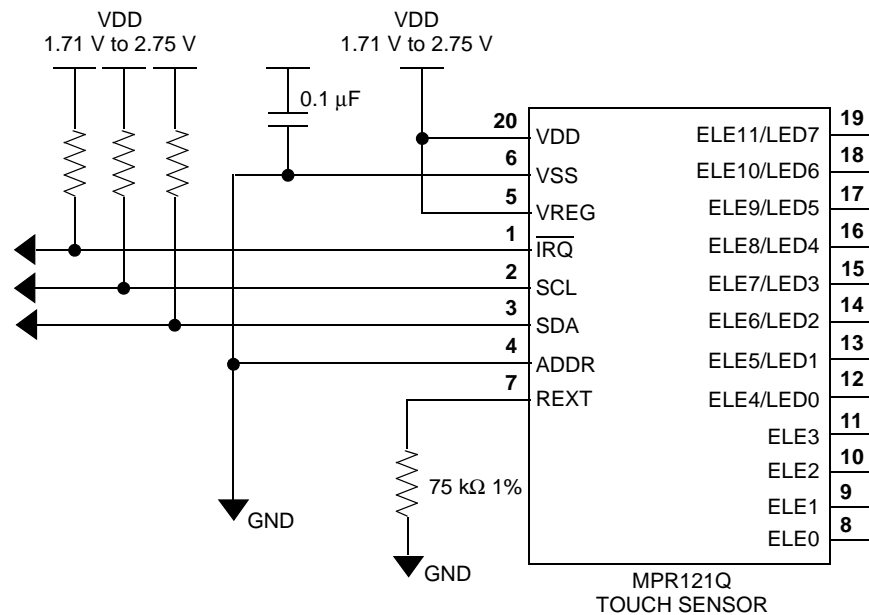 VDD
1.71 V to 2.75 V
VDD
1.71 V to 2.75 V
0.1 μF
20
VDD
6
VSS
5
VREG
1
IRQ
2
SCL
3
SDA
4
ADDR
7
REXT
75 kΩ 1%
GND
GND
ELE11/LED7
19
ELE10/LED6
18
ELE9/LED5
17
ELE8/LED4
16
ELE7/LED3
15
ELE6/LED2
14
ELE5/LED1
13
ELE4/LED0
12
ELE3
11
ELE2
10
ELE1
9
ELE0
8
MPR121Q
TOUCH SENSOR